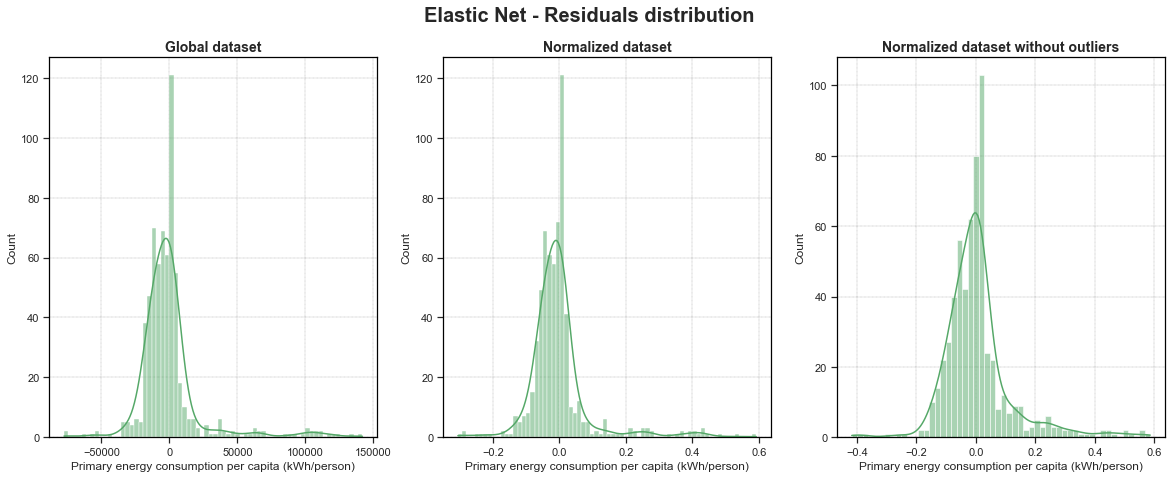 Elastic Net - Residuals distribution
Global dataset
Normalized dataset
Normalized dataset without outliers
120
100
80
60
40
20
0
Count
−50000 0 50000 100000 150000
Primary energy consumption per capita (kWh/person)
120
100
80
60
40
20
0
Count
−0.2 0.0 0.2 0.4 0.6
Primary energy consumption per capita (kWh/person)
100
80
60
40
20
0
Count
−0.4 −0.2 0.0 0.2 0.4 0.6
Primary energy consumption per capita (kWh/person)